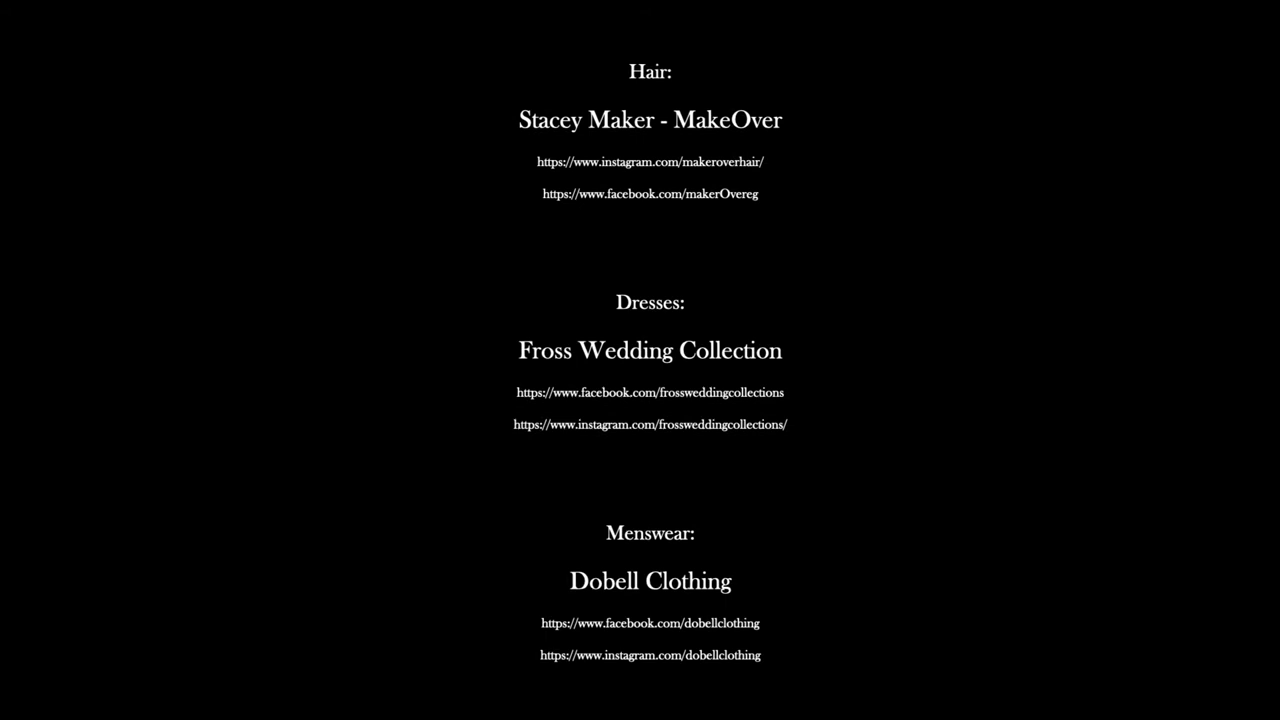 Hair:
Stacey Maker - MakeOver
https://www.instagram.com/makeroverhair/
https://www.facebook.com/makerOvereg
Dresses:
Fross Wedding Collection
https://www.facebook.com/frossweddingcollections
https://www.instagram.com/frossweddingcollections/
Menswear:
Dobell Clothing
https://www.facebook.com/dobellclothing
https://www.instagram.com/dobellclothing